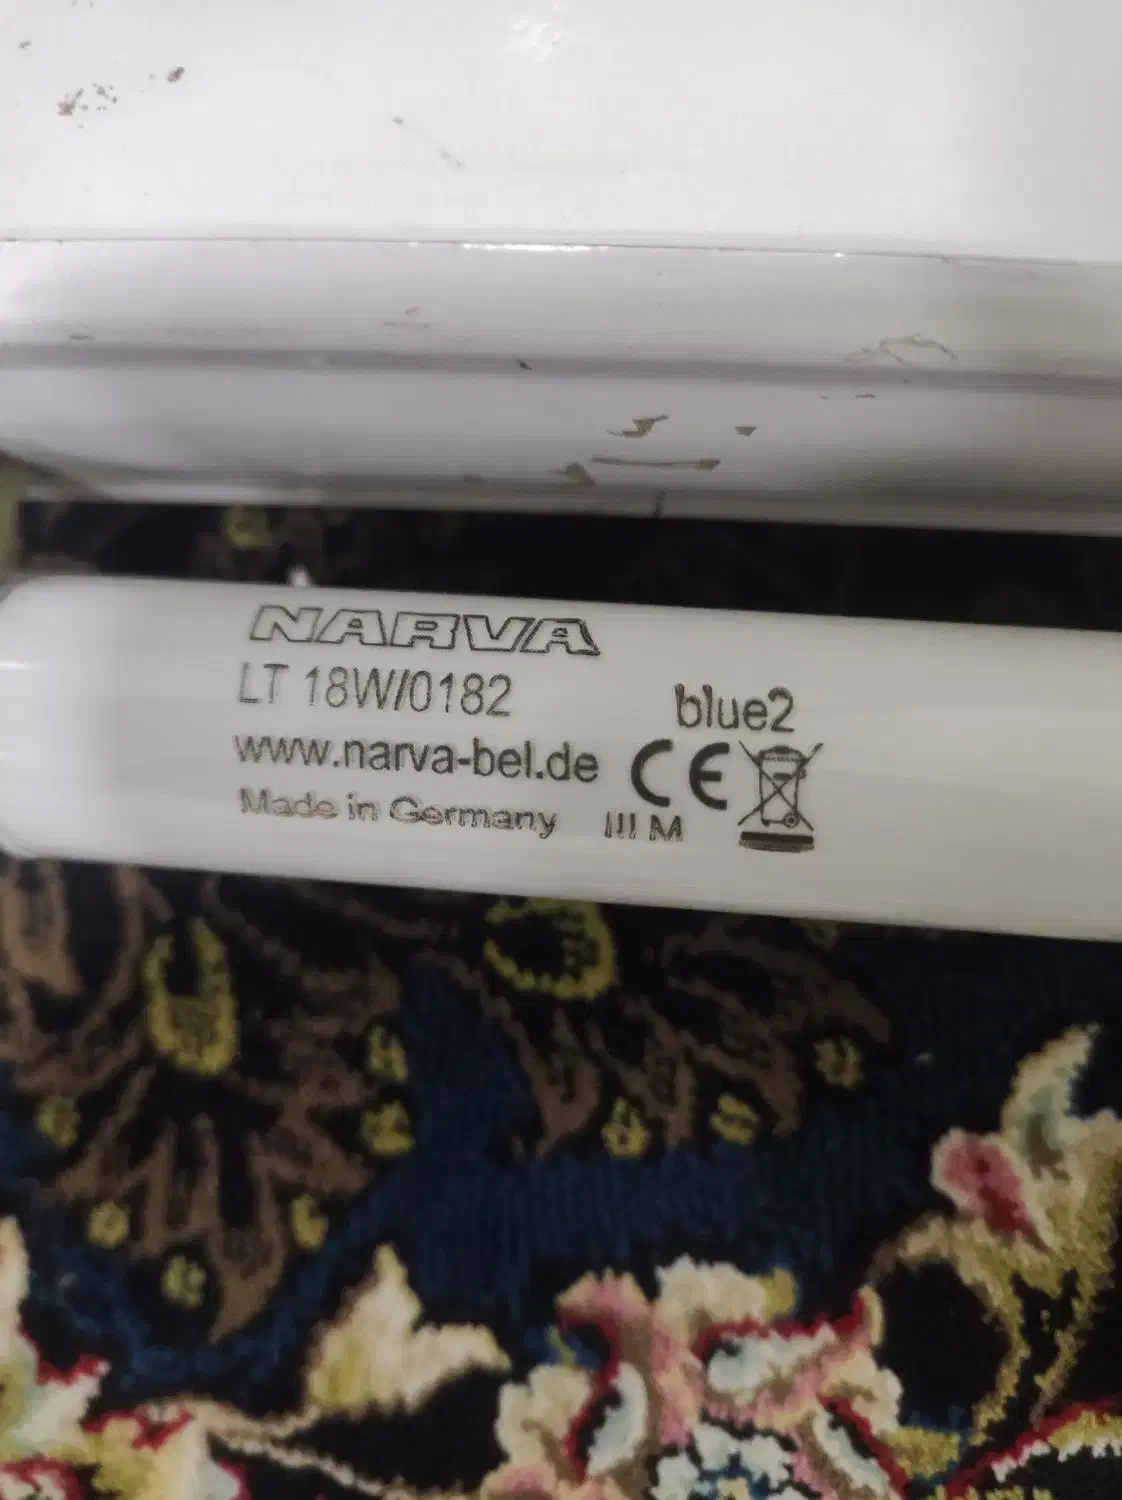 NARVA
LT 18W/0182 blue2
www.narva-bel.de CE
Made in Germany III M